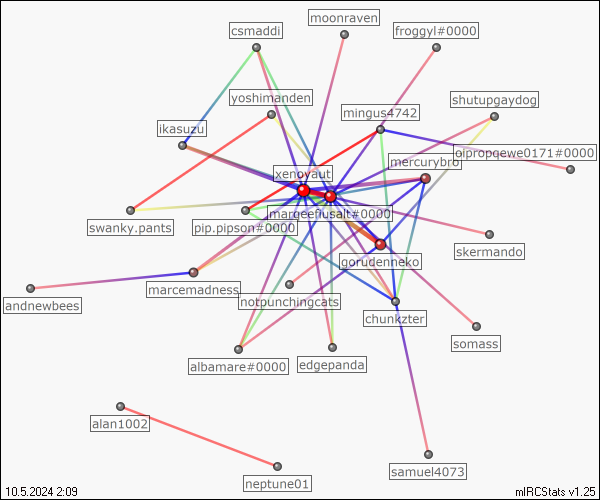 moonraven
csmaddi
froggyl#0000
yoshimanden
shutupgaydog
mingus4742
ikasuzu
oipropewe0171#0000
mercurybro
xenovaut
swanky.pants
pip.pipson#0000
margeeflusalt#0000
skermando
gorudenneko
marcemadness
notpunchingcats
andnewbees
chunkzter
somass
albamare#0000
edgepanda
alan1002
samuel4073
neptune01
10.5.2024 2:09
mIRCStats v1.25